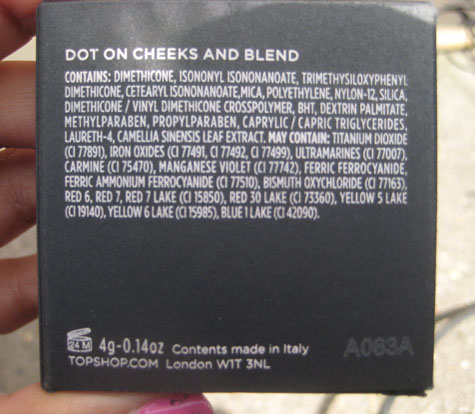 DOT ON CHEEKS AND BLEND
CONTAINS: DIMETHICONE, ISONONYL ISONONANOATE, TRIMETHYSILOXYPHENYL
DIMETHICONE, CETEARYL ISONONANOATE,MICA, POLYETHYLENE, NYLON-12, SILICA,
DIMETHICONE / VINYL DIMETHICONE CROSSPOLYMER, BHT, DEXTRIN PALMITATE,
METHYLPARABEN, PROPYLPARABEN, CAPRYLIC / CAPRIC TRIGLYCERIDES,
LAURETH-4, CAMELLIA SINENSIS LEAF EXTRACT. MAY CONTAIN: TITANIUM DIOXIDE
(CI 77891), IRON OXIDES (CI 77491, CI 77492, CI 77499), ULTRAMARINES (CI 77007),
CARMINE (CI 75470), MANGANESE VIOLET (CI 77742), FERRIC FERROCYANIDE,
FERRIC AMMONIUM FERROCYANIDE (CI 77510), BISMUTH OXYCHLORIDE (CI 77163),
RED 6, RED 7, RED 7 LAKE (CI 15850), RED 30 LAKE (CI 73360), YELLOW 5 LAKE
(CI 19140), YELLOW 6 LAKE (CI 15985), BLUE 1 LAKE (CI 42090).
24 M 4g-0.14oz Contents made in Italy
TOPSHOP.COM London W1T 3NL
A083A